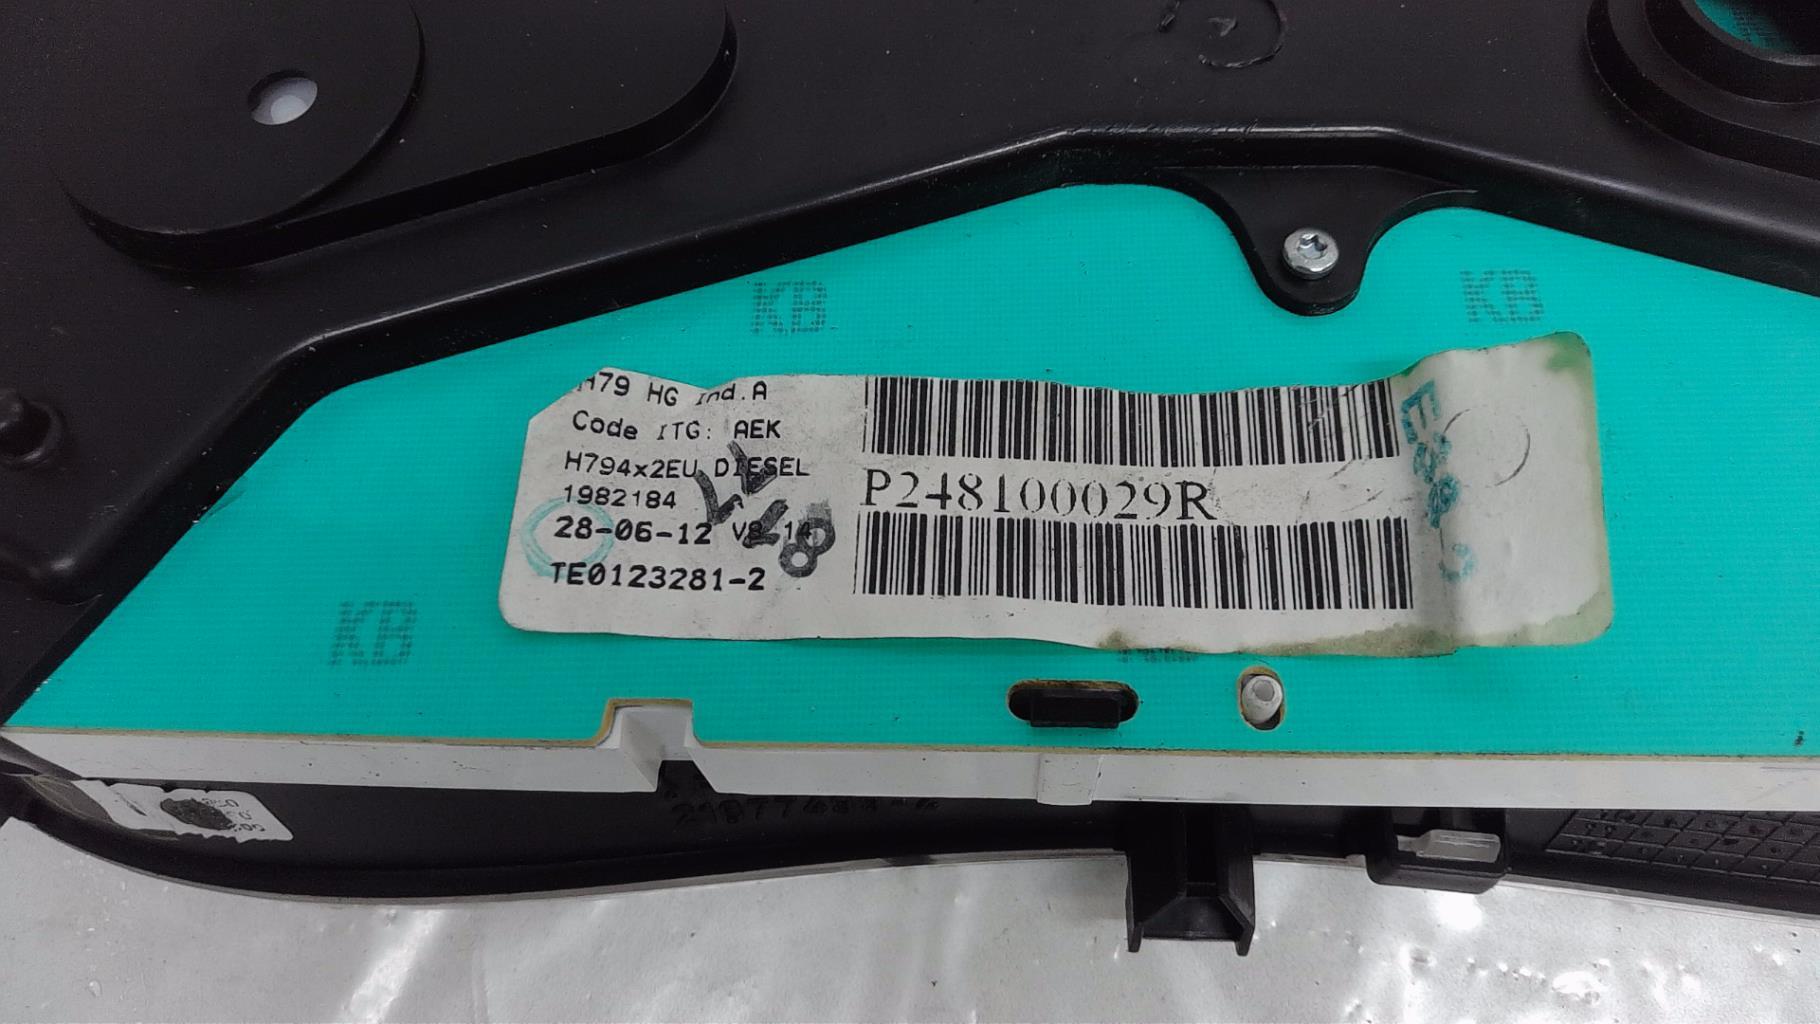 KB
KB
H79 HG Ind.A
Code ITG: AEK
H794x2EU DIESEL
1982184
28-06-12
TE0123281-2
P248100029R
KB